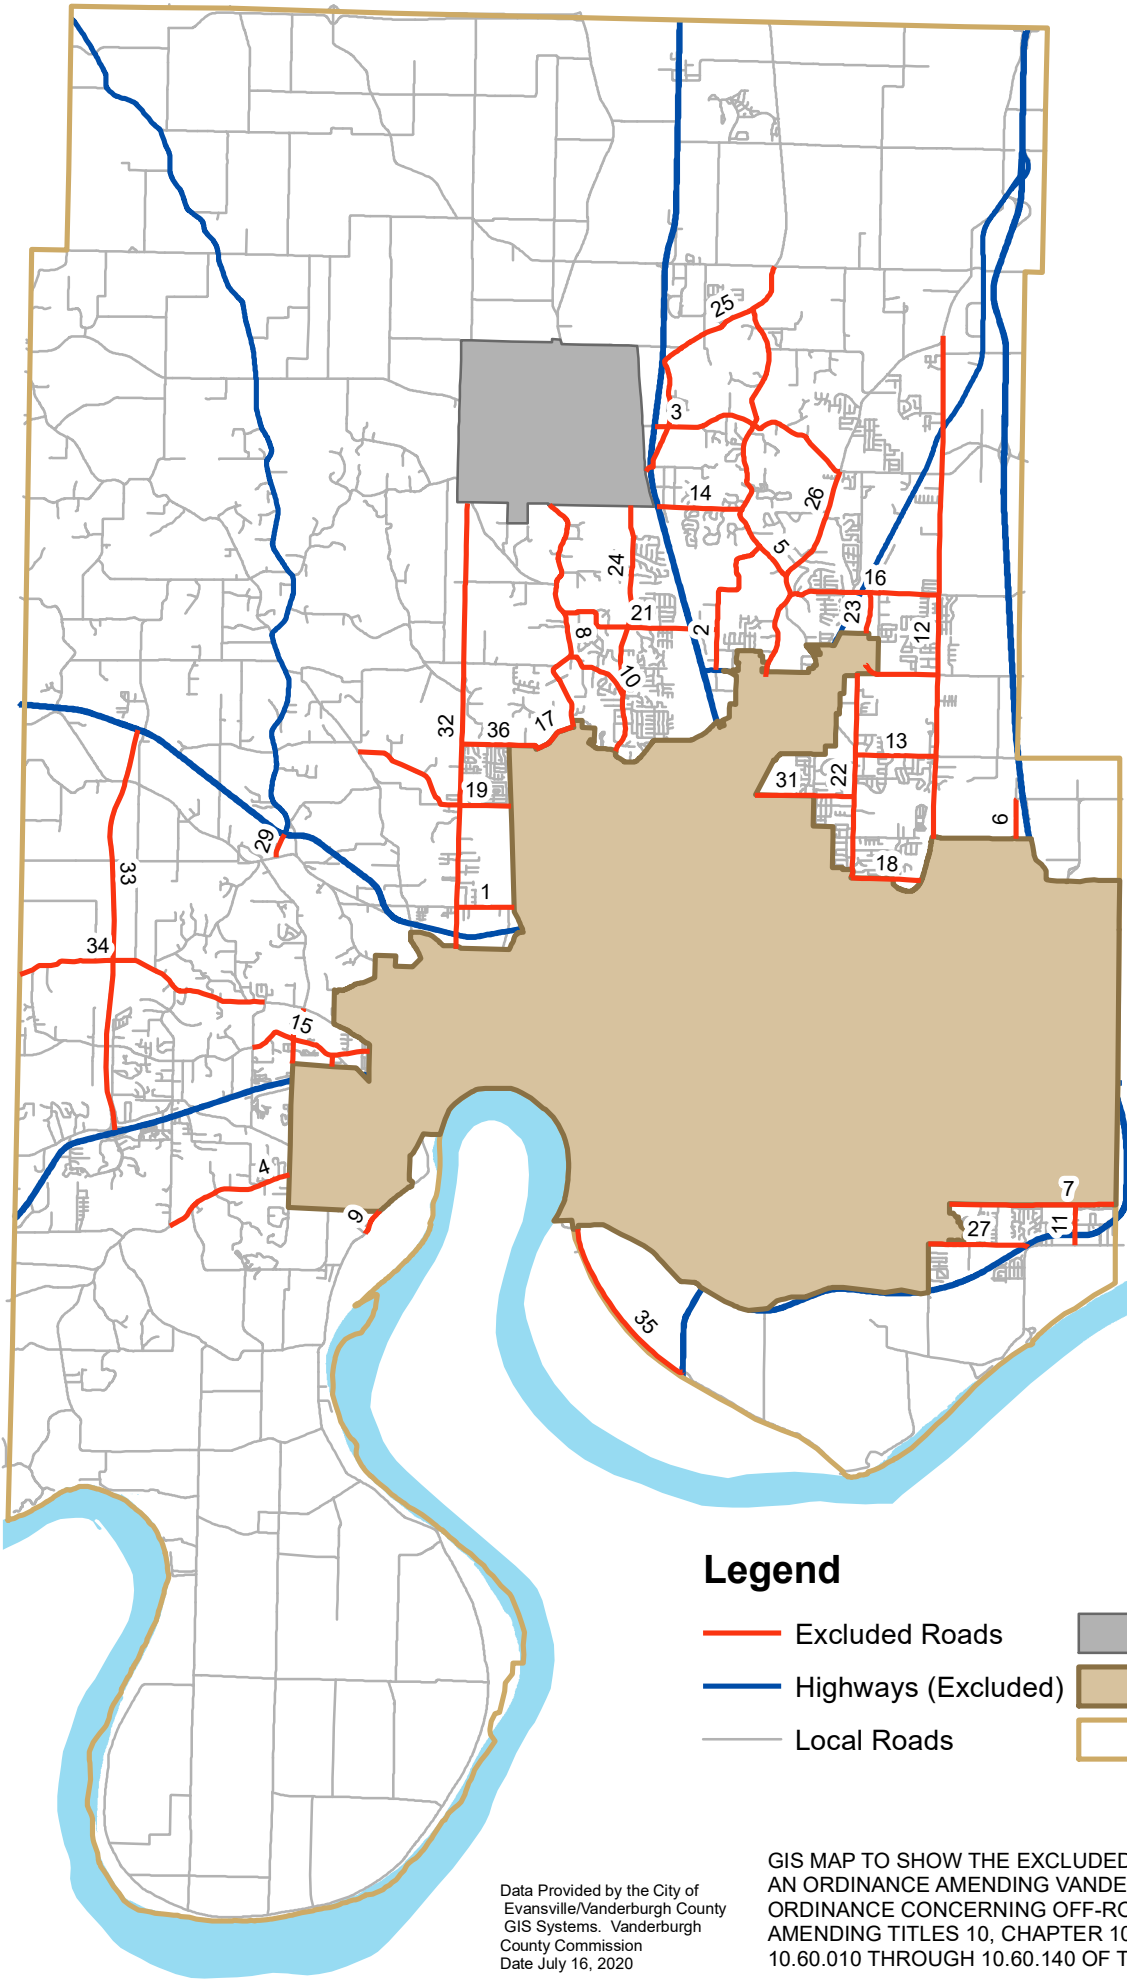 25
3
14
26
5
24
16
23
21
8
2
12
10
32
36
17
13
19
31
22
6
29
33
18
1
34
15
4
9
7
27
11
35
Legend
Excluded Roads
Highways (Excluded)
Local Roads
Data Provided by the City of
Evansville/Vanderburgh County
GIS Systems. Vanderburgh
County Commission
Date July 16, 2020
GIS MAP TO SHOW THE EXCLUDED
AN ORDINANCE AMENDING VANDE
ORDINANCE CONCERNING OFF-RO
AMENDING TITLES 10, CHAPTER 10
10.60.010 THROUGH 10.60.140 OF T